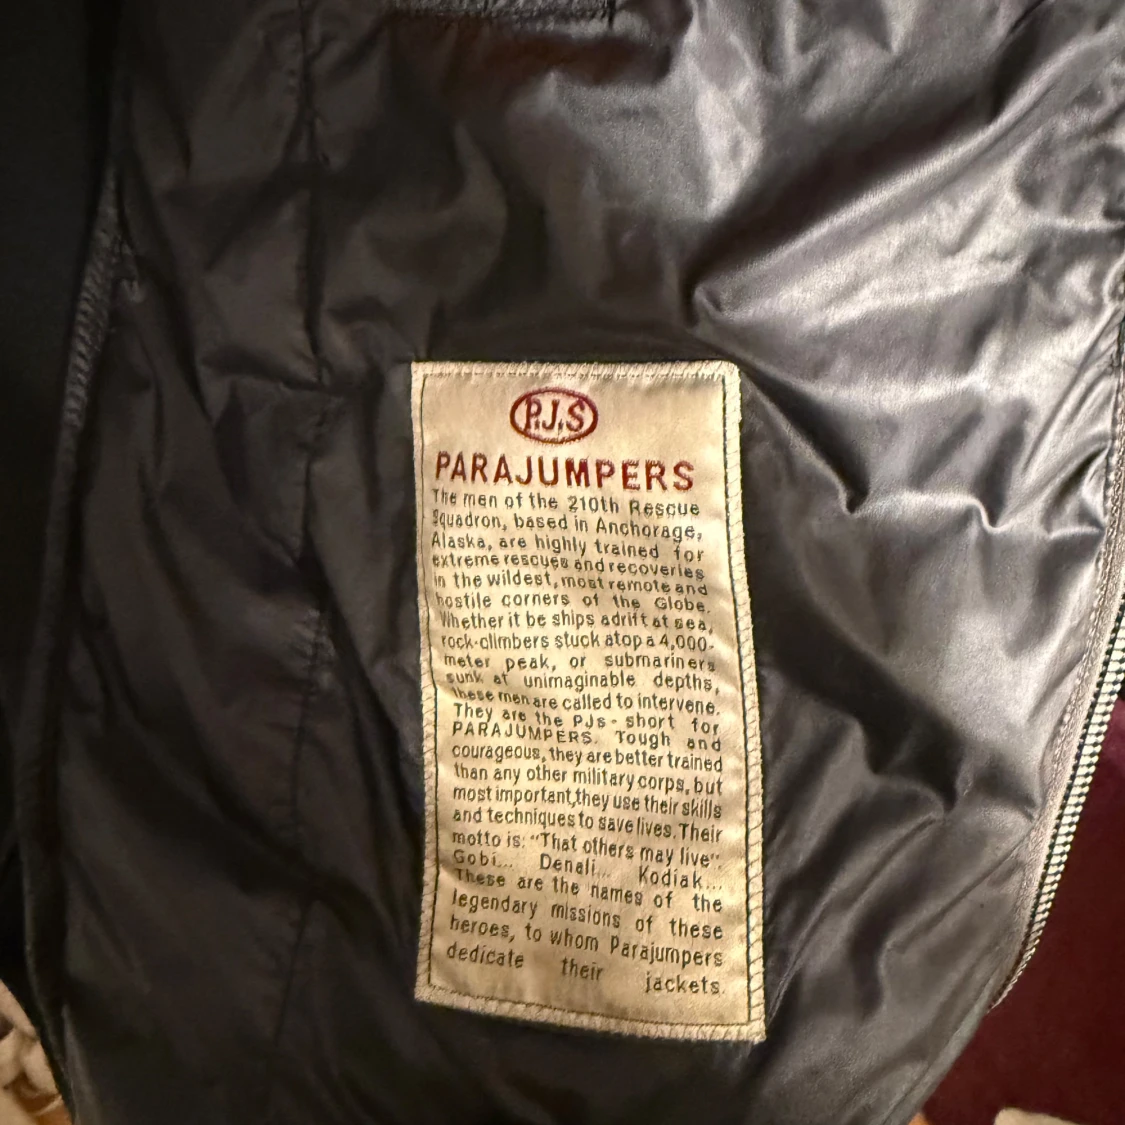 P.J.S
PARAJUMPERS
The men of the 210th Rescue
Squadron, based in Anchorage,
Alaska, are highly trained for
extreme rescues and recoveries
in the wildest, most remote and
hostile corners of the Globe.
Whether it be ships adrift at sea,
rock-climbers stuck atop a 4,000-
meter peak, or submariners
sunk at unimaginable depths,
these men are called to intervene.
They are the PJs - short for
PARAJUMPERS. Tough and
courageous, they are better trained
than any other military corps, but
most important,they use their skills
and techniques to save lives. Their
motto is: "That others may live".
Gobi... Denali... Kodiak...
These are the names of the
legendary missions of these
heroes, to whom Parajumpers
dedicate their jackets.